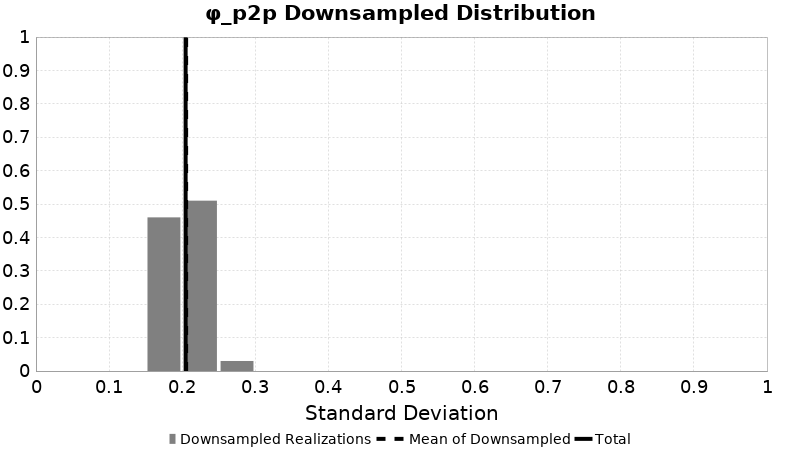 φ_p2p Downsampled Distribution
1
0.9
0.8
0.7
0.6
0.5
0.4
0.3
0.2
0.1
0
0 0.1 0.2 0.3 0.4 0.5 0.6 0.7 0.8 0.9 1
Standard Deviation
Downsampled Realizations Mean of Downsampled Total